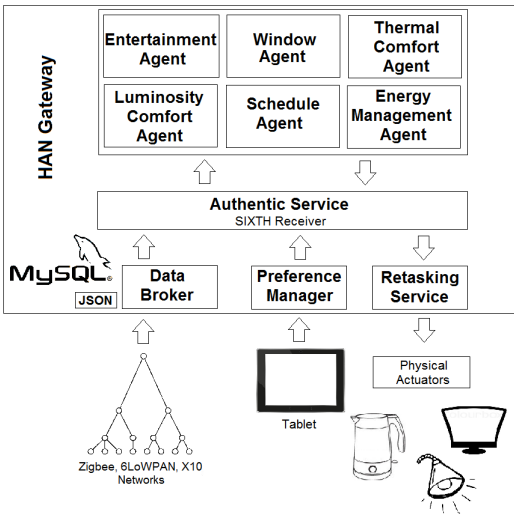 HAN Gateway
Entertainment
Agent
Window
Agent
Thermal
Comfort
Agent
Luminosity
Comfort
Agent
Schedule
Agent
Energy
Management
Agent
Authentic Service
SIXTH Receiver
MySQL®
JSON
Data
Broker
Preference
Manager
Retasking
Service
Physical
Actuators
Tablet
Zigbee, 6LoWPAN, X10
Networks